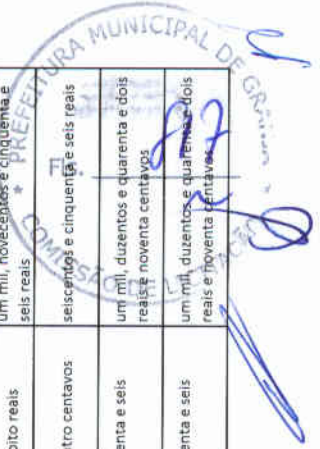 um mil, novecentos e cinquenta e
seis reais
oito reais
seiscentos e cinquenta e seis reais
tro centavos
um mil, duzentos e quarenta e dois
reais e noventa centavos
enta e seis
um mil, duzentos e quarenta e dois
reais e noventa centavos
enta e seis
PREFEITURA MUNICIPAL DE
COMISSÃO DE LICITAÇÃO